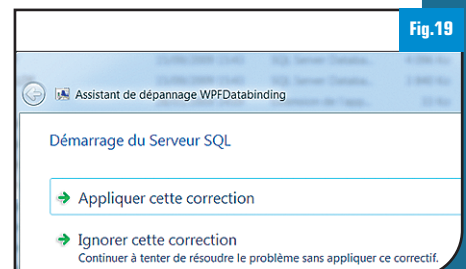 Fig.19
Assistant de dépannage WPFDatabinding
Démarrage du Serveur SQL
Appliquer cette correction
Ignorer cette correction
Continuer à tenter de résoudre le problème sans appliquer ce correctif.